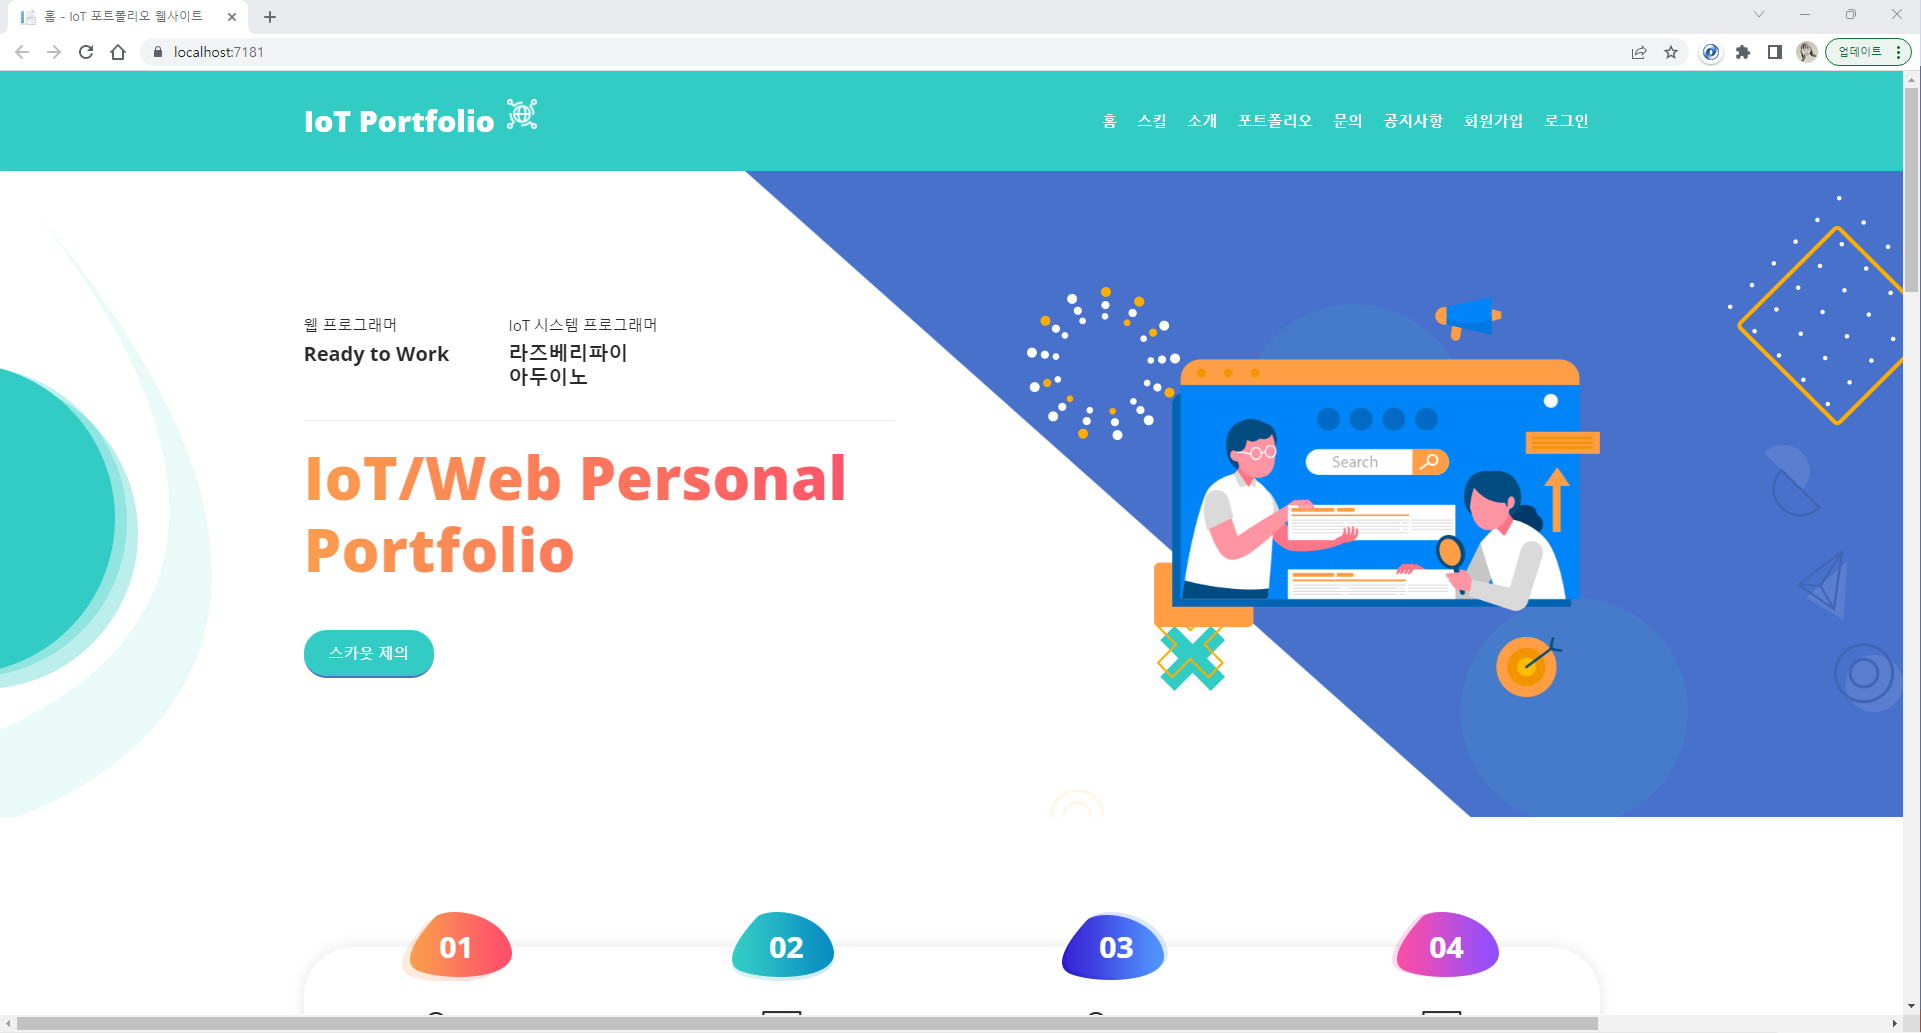 홈 - IoT 포트폴리오 웹사이트
localhost:7181
업데이트
IoT Portfolio
홈 스킬 소개 포트폴리오 문의 공지사항 회원가입 로그인
웹 프로그래머
Ready to Work
IoT 시스템 프로그래머
라즈베리파이
아두이노
IoT/Web Personal
Portfolio
스카웃 제의
Search
01 02 03 04